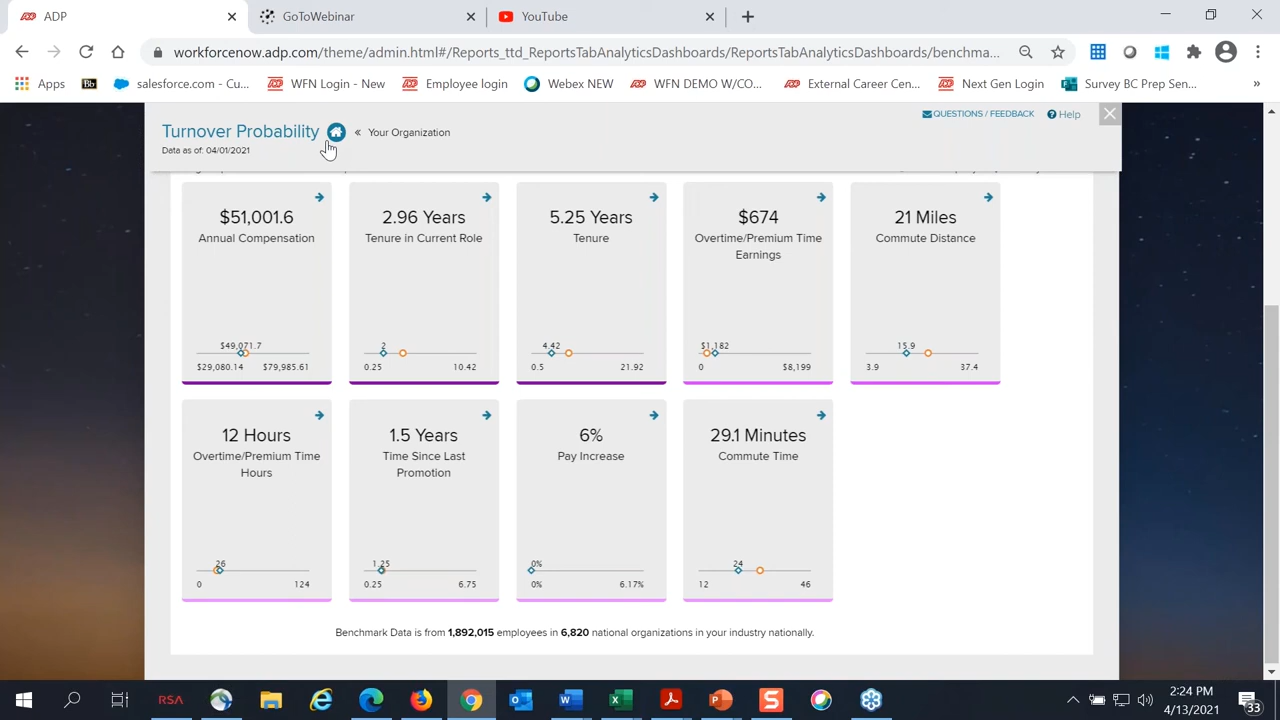 ADP
GoToWebinar
YouTube
workforcenow.adp.com/theme/admin.html#/Reports_ttd_ReportsTabAnalyticsDashboards/ReportsTabAnalyticsDashboards/benchma...
Apps
Bb
salesforce.com - Cu...
WFN Login - New
Employee login
Webex NEW
WFN DEMO W/CO...
External Career Cen...
Next Gen Login
Survey BC Prep Sen...
»
Turnover Probability
« Your Organization
QUESTIONS / FEEDBACK
Help
Data as of: 04/01/2021
$51,001.6
Annual Compensation
$49,071.7
$29,080.14 $79,985.61
2.96 Years
Tenure in Current Role
2
0.25 10.42
5.25 Years
Tenure
4.42
0.5 21.92
$674
Overtime/Premium Time
Earnings
$1,182
0 $8,199
21 Miles
Commute Distance
15.9
3.9 37.4
12 Hours
Overtime/Premium Time
Hours
26
0 124
1.5 Years
Time Since Last
Promotion
1.25
0.25 6.75
6%
Pay Increase
0%
0% 6.17%
29.1 Minutes
Commute Time
24
12 46
Benchmark Data is from 1,892,015 employees in 6,820 national organizations in your industry nationally.
RSA
2:24 PM
4/13/2021
33